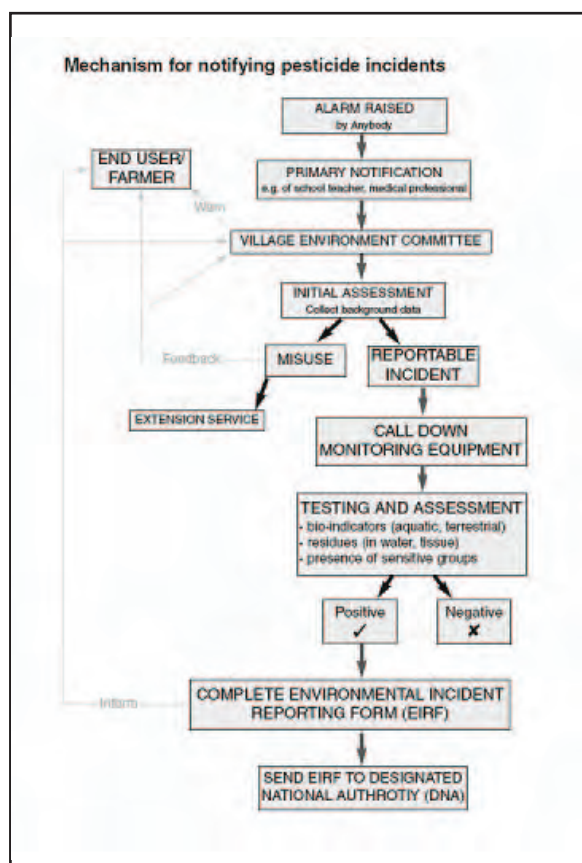 Mechanism for notifying pesticide incidents
ALARM RAISED
by Anybody
END USER/
FARMER
PRIMARY NOTIFICATION
e.g. of school teacher, medical professional
Warn
VILLAGE ENVIRONMENT COMMITTEE
INITIAL ASSESSMENT
Collect background data
Feedback
MISUSE
REPORTABLE
INCIDENT
EXTENSION SERVICE
CALL DOWN
MONITORING EQUIPMENT
TESTING AND ASSESSMENT
• bio-indicators (aquatic, terrestrial)
• residues (in water, tissue)
• presence of sensitive groups
Positive
✓
Negative
✘
Inform
COMPLETE ENVIRONMENTAL INCIDENT
REPORTING FORM (EIRF)
SEND EIRF TO DESIGNATED
NATIONAL AUTHROTIY (DNA)